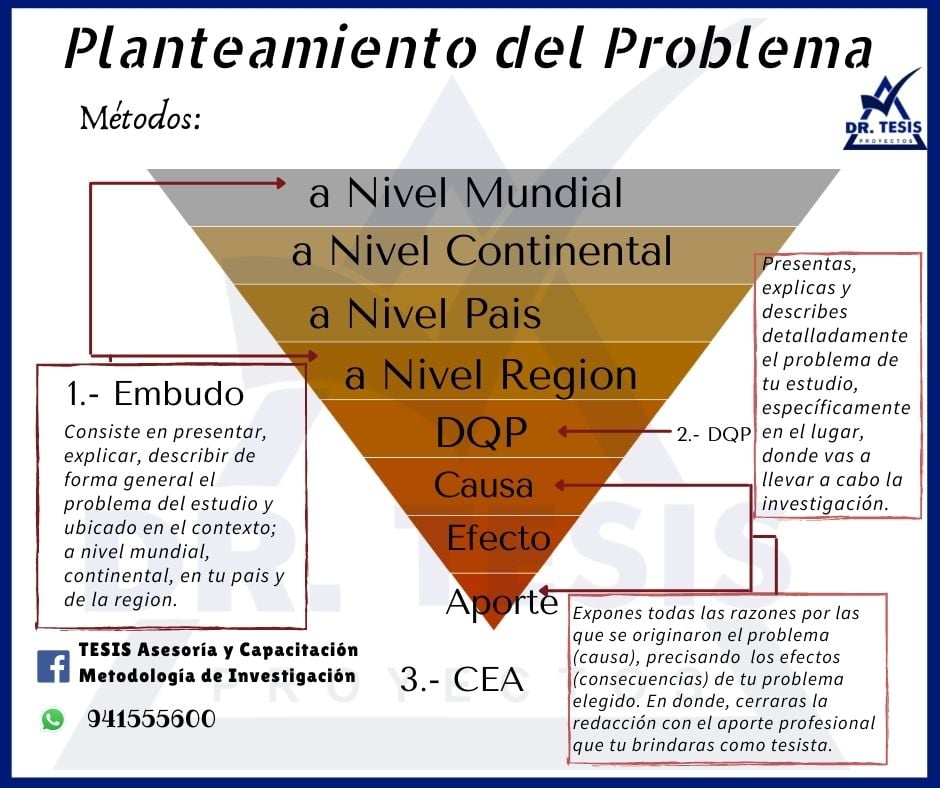 Planteamiento del Problema
Métodos:
DR. TESIS
PROYECTOS
a Nivel Mundial
a Nivel Continental
a Nivel Pais
a Nivel Region
DQP
Causa
Efecto
Aporte
1.- Embudo
Consiste en presentar,
explicar, describir de
forma general el
problema del estudio y
ubicado en el contexto;
a nivel mundial,
continental, en tu pais y
de la region.
2.- DQP
Presentas,
explicas y
describes
detalladamente
el problema de
tu estudio,
específicamente
en el lugar,
donde vas a
llevar a cabo la
investigación.
3.- CEA
Expones todas las razones por las
que se originaron el problema
(causa), precisando los efectos
(consecuencias) de tu problema
elegido. En donde, cerraras la
redacción con el aporte profesional
que tu brindaras como tesista.
TESIS Asesoría y Capacitación
Metodología de Investigación
941555600
DR. TESIS
PROYECTOS